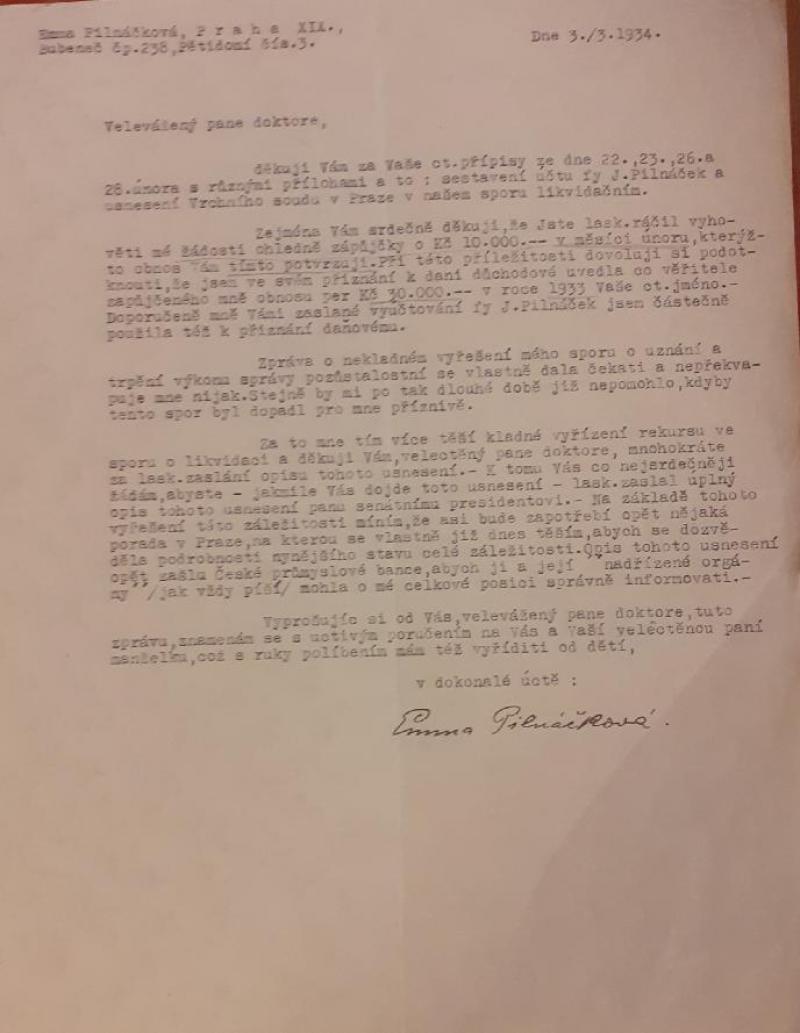 Emma Pilnáčková, P r a h a XIX.,
Bubeneč čp.238,Pětidomí čís.3.
Dne 3./3.1934.
Velevážený pane doktore,
děkuji Vám za Vaše ct.přípisy ze dne 22.,23.,26.a
28.února s různými přílohami a to : sestavení účtu fy J.Pilnáček a
usnesení Vrchního soudu v Praze v našem sporu likvidačním.
Zejména Vám srdečně děkuji,že Jste lask.ráčil vyho-
věti mé žádosti ohledně zápůjčky o Kč 10.000.-- v měsíci únoru,kterýž-
to obnos Vám tímto potvrzuji.Při této příležitosti dovoluji si podot-
knouti,že jsem ve svém přiznání k dani důchodové uvedla co věřitele
zapůjčeného mně obnosu per Kč 30.000.-- v roce 1933 Vaše ct.jméno.-
Doporučeně mně Vámi zaslané vyúčtování fy J.Pilnáček jsem částečně
použila též k přiznání daňovému.
Zpráva o nekladném vyřešení mého sporu o uznání a
trpění výkonu správy pozůstalostní se vlastně dala čekati a nepřekva-
puje mne nijak.Stejně by mi po tak dlouhé době již nepomohlo,kdyby
tento spor byl dopadl pro mne příznivě.
Za to mne tím více těší kladné vyřízení rekursu ve
sporu o likvidaci a děkuji Vám,velectěný pane doktore, mnohokráte
za lask.zaslání opisu tohoto usnesení.- K tomu Vás co nejsrdečněji
žádám,abyste - jakmile Vás dojde toto usnesení - lask.zaslal úplný
opis tohoto usnesení panu senátnímu presidentovi.- Na základě tohoto
vyřešení této záležitosti míním,že asi bude zapotřebí opět nějaká
porada v Praze,na kterou se vlastně již dnes těším,abych se dozvě-
děla podrobnosti nynějšího stavu celé záležitosti.Opis tohoto usnesení
opět zašlu České průmyslové bance,abych ji a její ´´nadřízené orgá-
ny´´/jak vždy píší/ mohla o mé celkové posici správně informovati.-
Vyprošujíc si od Vás,velevážený pane doktore,tuto
zprávu,znamenám se s uctivým poručením na Vás a Vaší velectěnou paní
manželku,což s ruky políbením mám též vyříditi od dětí,
v dokonalé úctě :
Emma Pilnáčková.